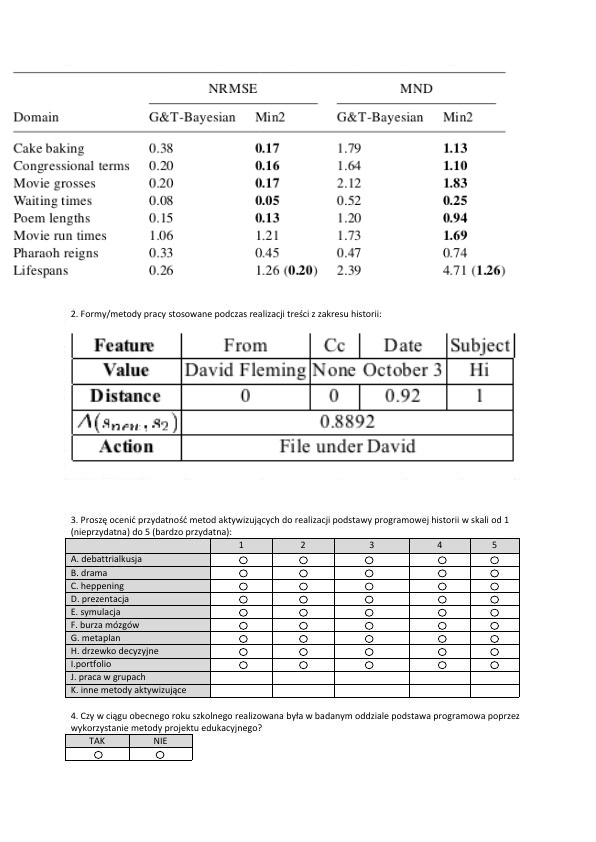 NRMSE MND
Domain G&T-Bayesian Min2 G&T-Bayesian Min2
Cake baking 0.38 0.17 1.79 1.13
Congressional terms 0.20 0.16 1.64 1.10
Movie grosses 0.20 0.17 2.12 1.83
Waiting times 0.08 0.05 0.52 0.25
Poem lengths 0.15 0.13 1.20 0.94
Movie run times 1.06 1.21 1.73 1.69
Pharaoh reigns 0.33 0.45 0.47 0.74
Lifespans 0.26 1.26 (0.20) 2.39 4.71 (1.26)
2. Formy/metody pracy stosowane podczas realizacji treści z zakresu historii:
Feature From Cc Date Subject
Value David Fleming None October 3 Hi
Distance 0 0 0.92 1
Λ(s_new, s_2) 0.8892
Action File under David
3. Proszę ocenić przydatność metod aktywizujących do realizacji podstawy programowej historii w skali od 1
(nieprzydatna) do 5 (bardzo przydatna):
1 2 3 4 5
A. debattrialkusja
B. drama
C. heppening
D. prezentacja
E. symulacja
F. burza mózgów
G. metaplan
H. drzewko decyzyjne
I.portfolio
J. praca w grupach
K. inne metody aktywizujące
4. Czy w ciągu obecnego roku szkolnego realizowana była w badanym oddziale podstawa programowa poprzez
wykorzystanie metody projektu edukacyjnego?
TAK NIE